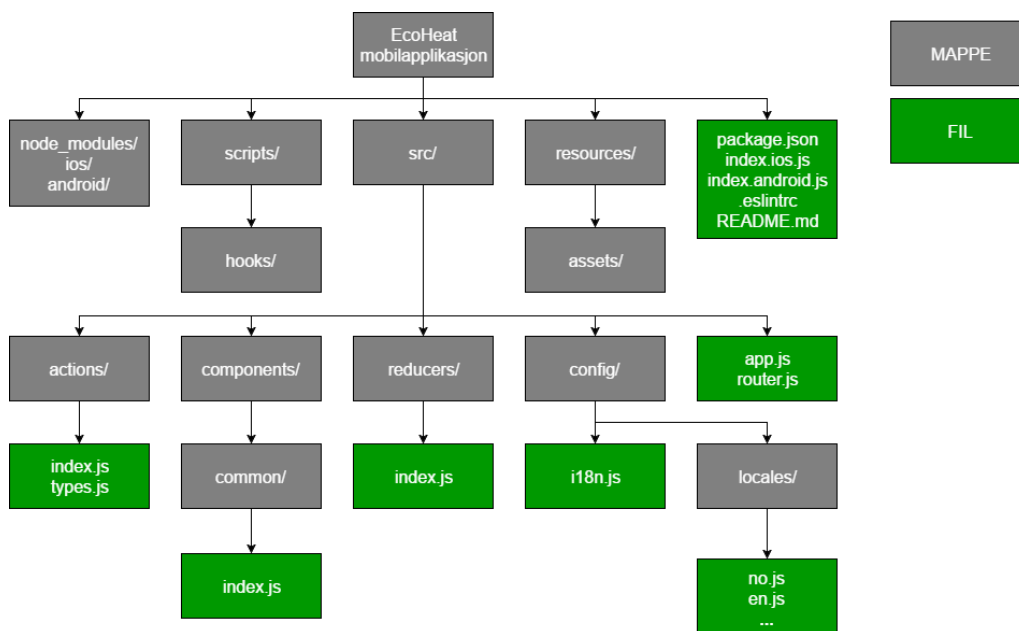 EcoHeat
mobilapplikasjon
MAPPE
FIL
node_modules/
ios/
android/
scripts/
src/
resources/
package.json
index.ios.js
index.android.js
.eslintrc
README.md
hooks/
assets/
actions/
components/
reducers/
config/
app.js
router.js
index.js
types.js
common/
index.js
i18n.js
locales/
index.js
no.js
en.js
...